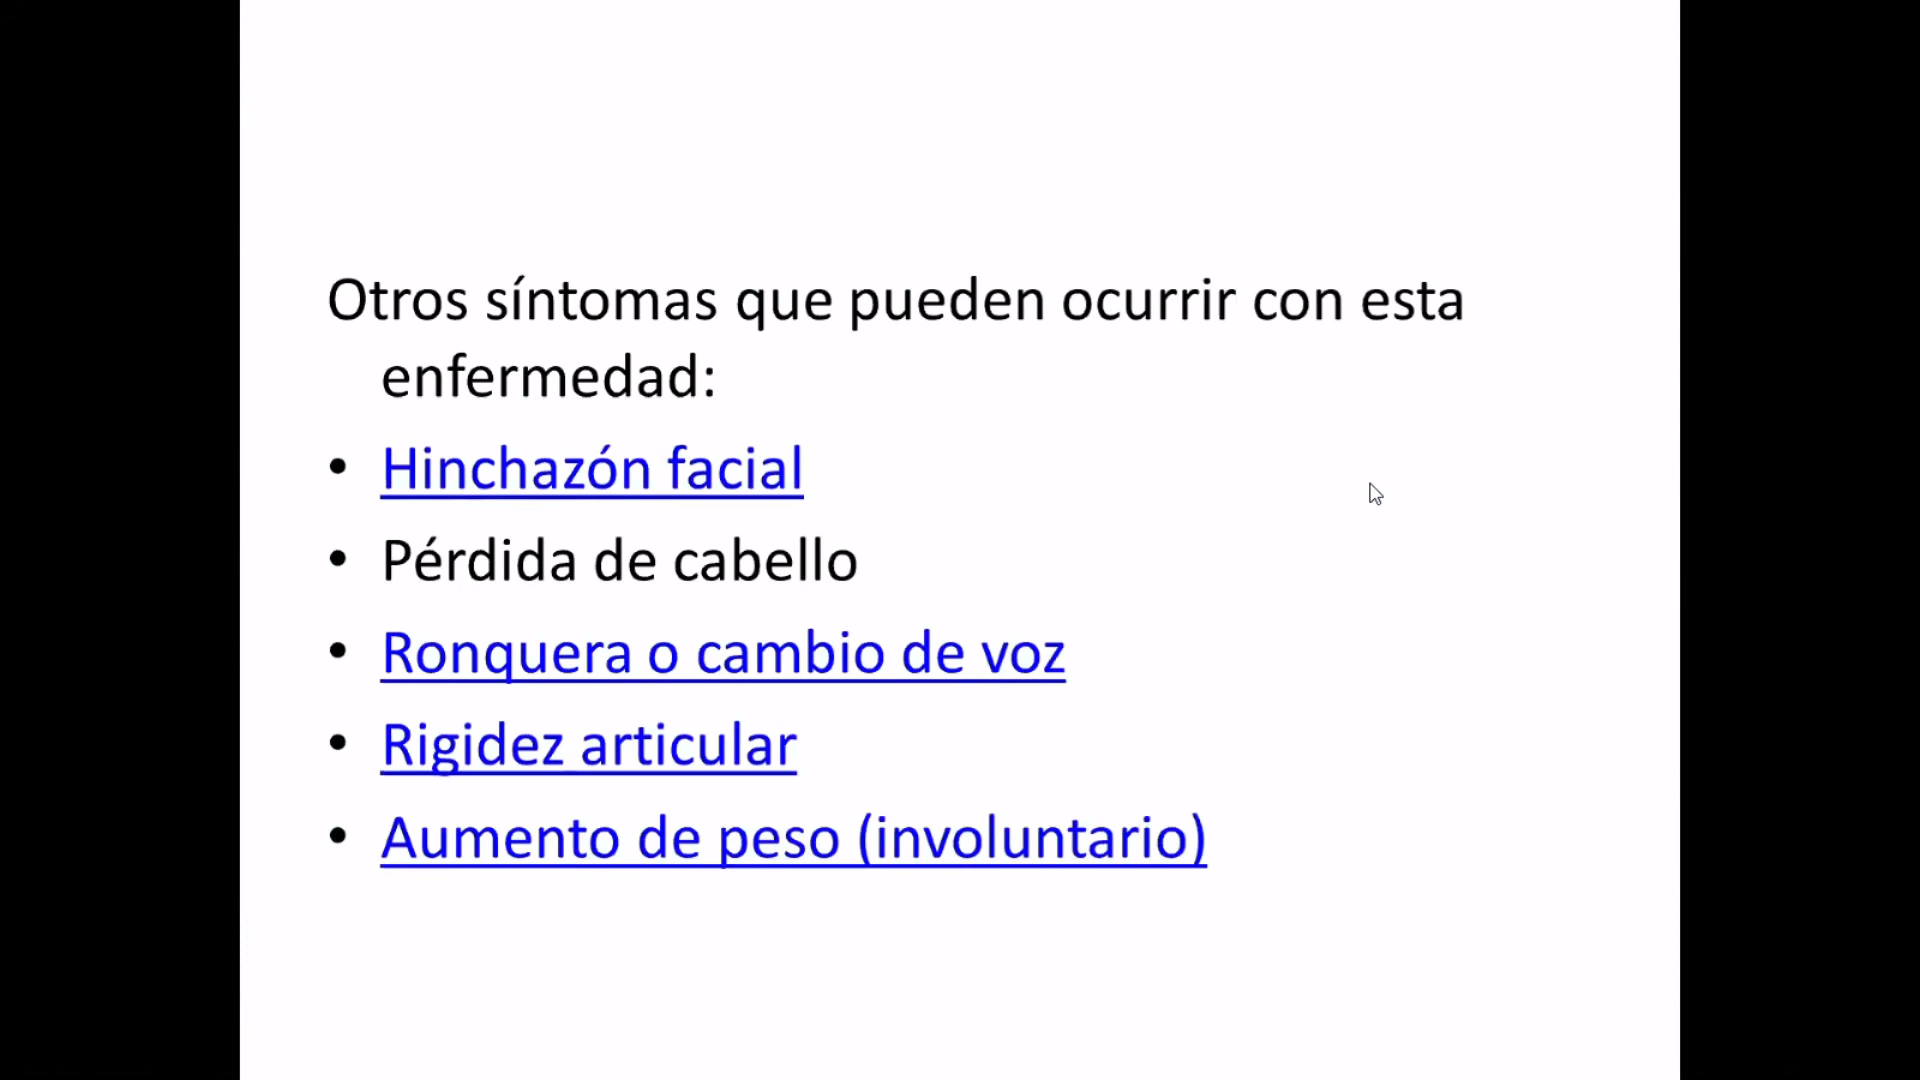 Otros síntomas que pueden ocurrir con esta
enfermedad:
• Hinchazón facial
• Pérdida de cabello
• Ronquera o cambio de voz
• Rigidez articular
• Aumento de peso (involuntario)